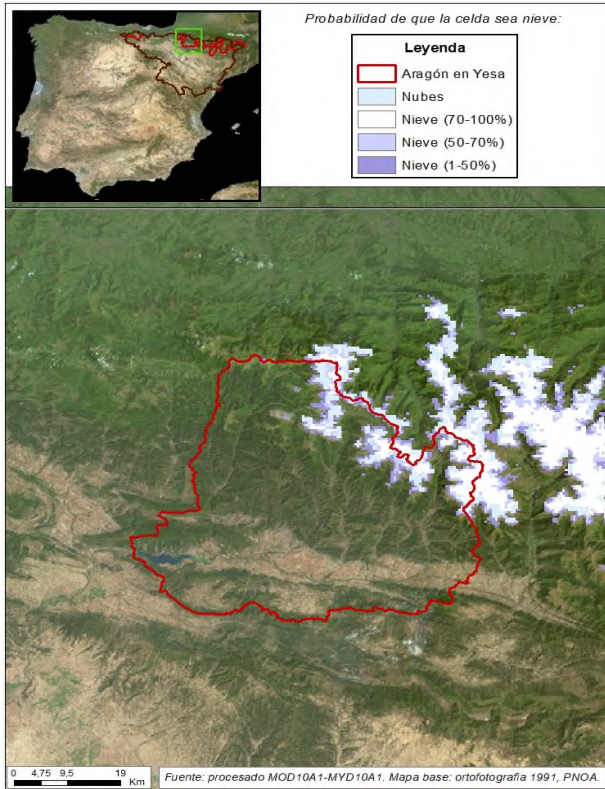 Probabilidad de que la celda sea nieve:
Leyenda
Aragón en Yesa
Nubes
Nieve (70-100%)
Nieve (50-70%)
Nieve (1-50%)
0 4,75 9,5 19
Km
Fuente: procesado MOD10A1-MYD10A1. Mapa base: ortofotografía 1991, PNOA.